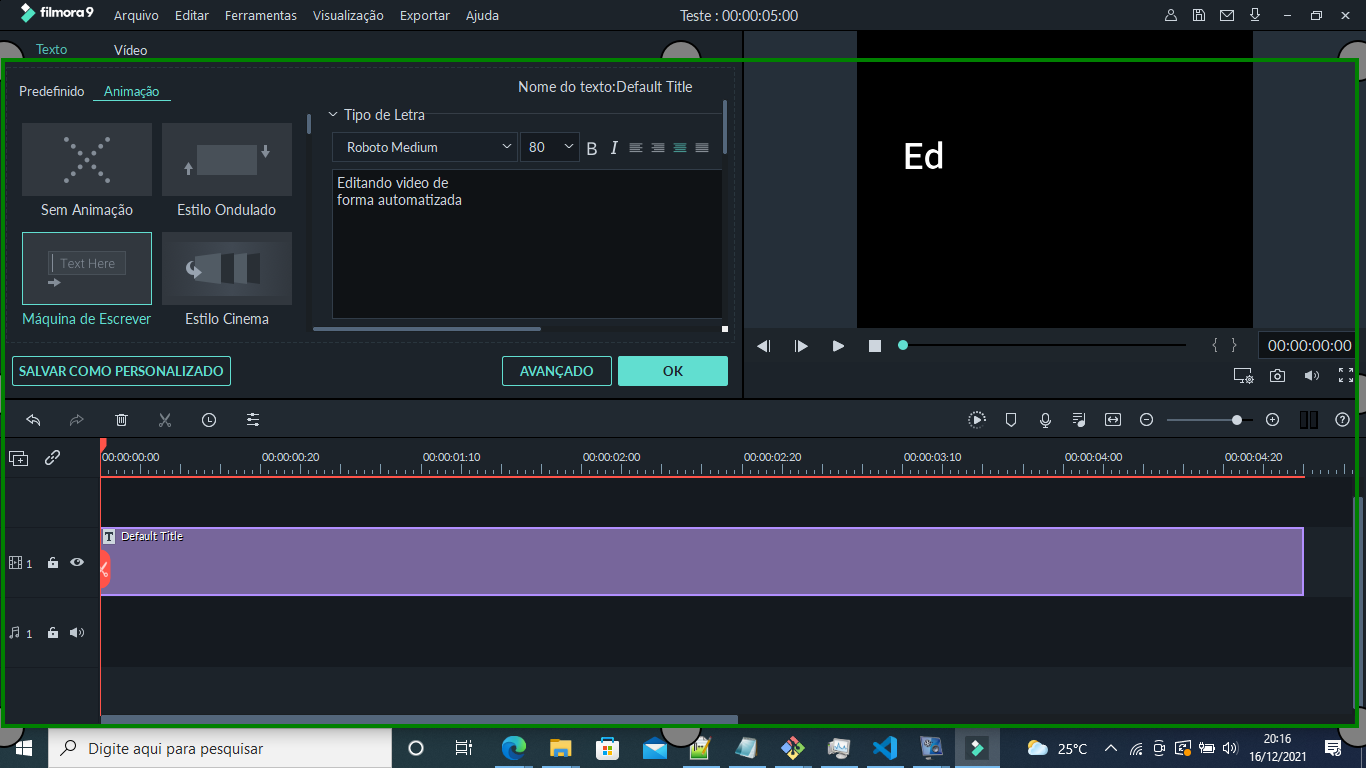 filmora 9
Arquivo Editar Ferramentas Visualização Exportar Ajuda
Teste : 00:00:05:00
Texto Vídeo
Predefinido Animação
Nome do texto:Default Title
Tipo de Letra
Roboto Medium 80 B I
Editando video de
forma automatizada
Sem Animação Estilo Ondulado
Text Here
Máquina de Escrever Estilo Cinema
Ed
{ } 00:00:00:00
SALVAR COMO PERSONALIZADO AVANÇADO OK
00:00:00:00 00:00:00:20 00:00:01:10 00:00:02:00 00:00:02:20 00:00:03:10 00:00:04:00 00:00:04:20
T Default Title
1
1
Digite aqui para pesquisar
25°C
20:16
16/12/2021